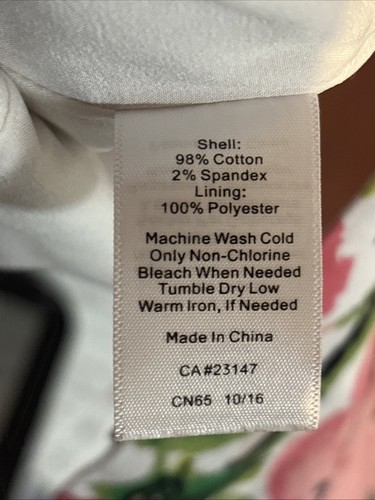 Shell:
98% Cotton
2% Spandex
Lining:
100% Polyester
Machine Wash Cold
Only Non-Chlorine
Bleach When Needed
Tumble Dry Low
Warm Iron, If Needed
Made In China
CA#23147
CN65 10/16